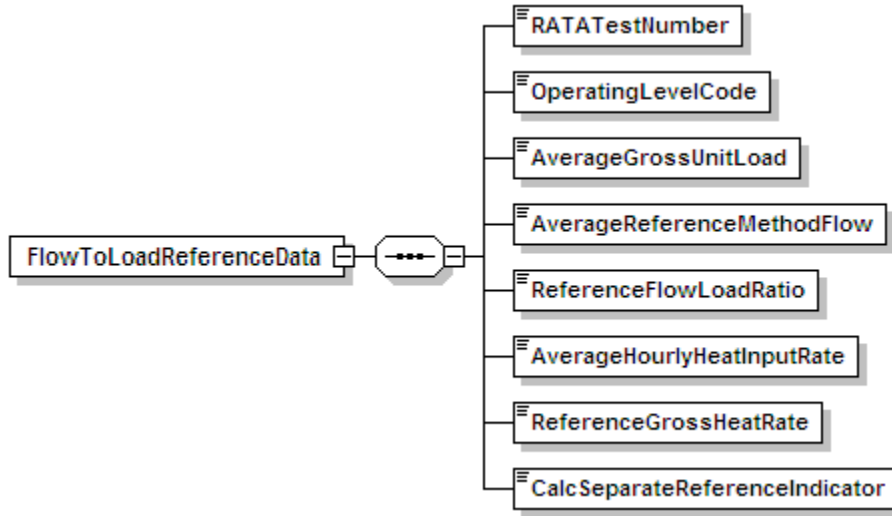 RATATestNumber
OperatingLevelCode
AverageGrossUnitLoad
AverageReferenceMethodFlow
FlowToLoadReferenceData
ReferenceFlowLoadRatio
AverageHourlyHeatInputRate
ReferenceGrossHeatRate
CalcSeparateReferenceIndicator